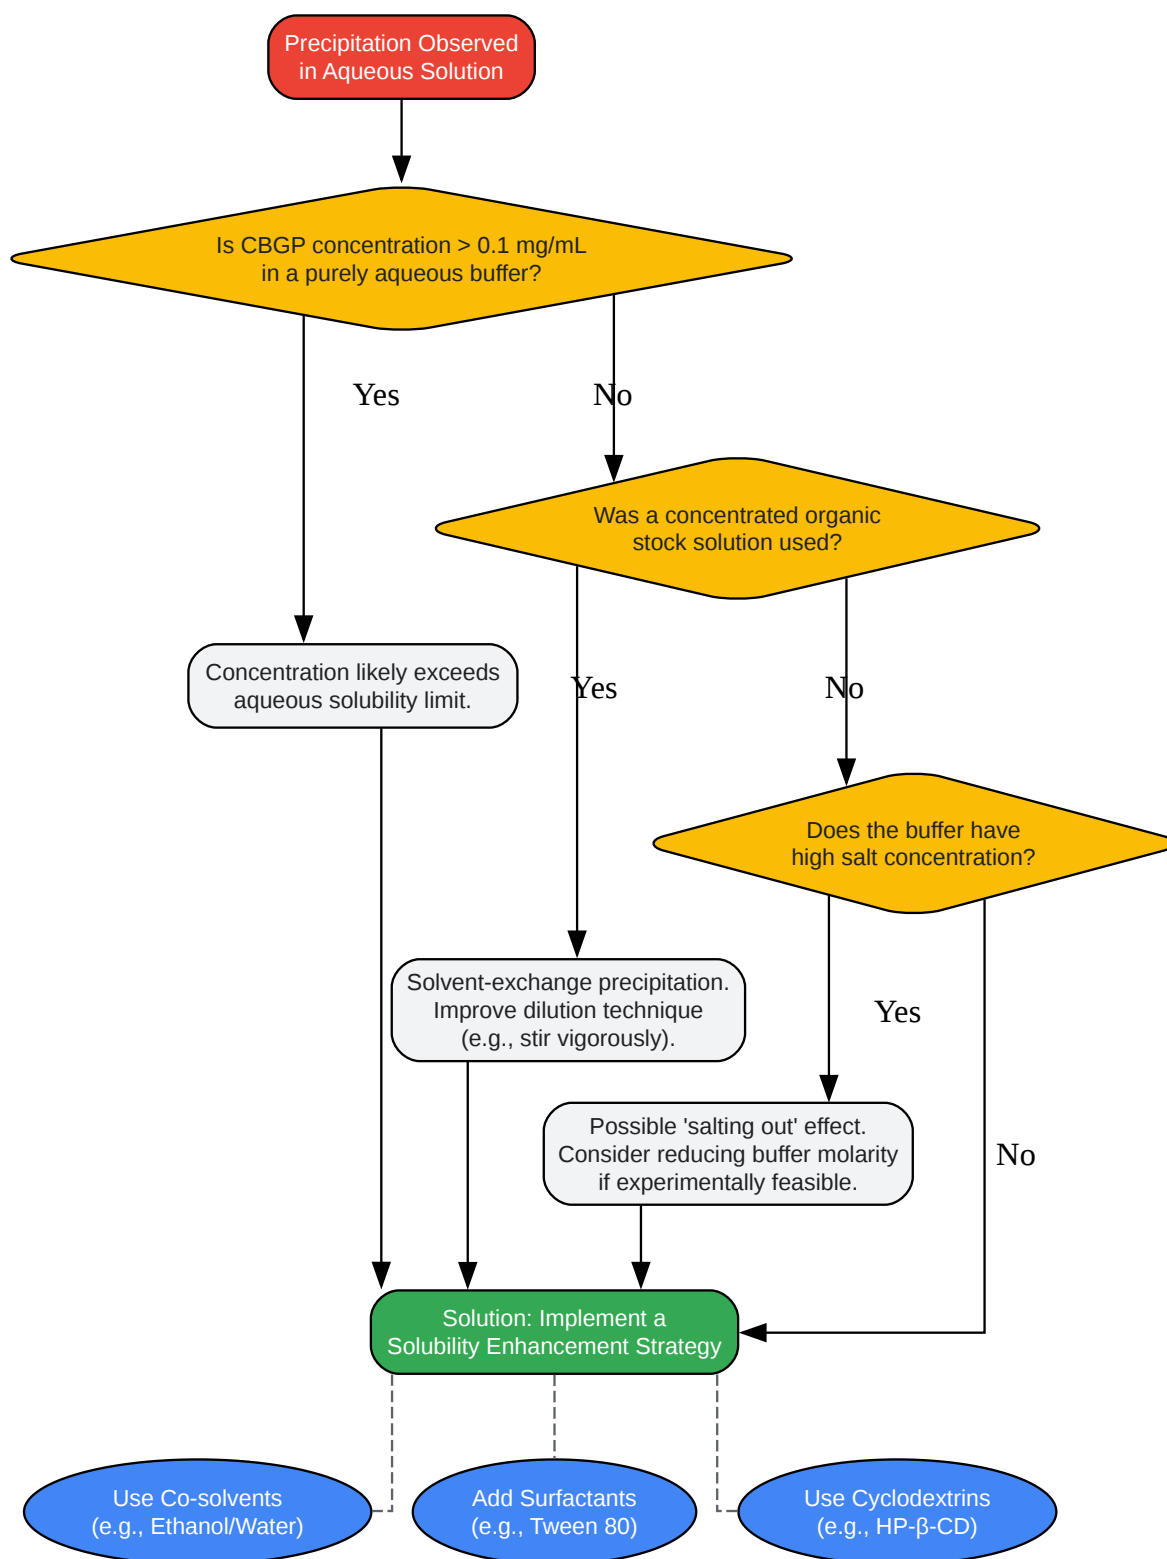 Precipitation Observed
in Aqueous Solution
Is CBGP concentration > 0.1 mg/mL
in a purely aqueous buffer?
Yes
No
Was a concentrated organic
stock solution used?
Concentration likely exceeds
aqueous solubility limit.
Yes
No
Does the buffer have
high salt concentration?
Solvent-exchange precipitation.
Improve dilution technique
(e.g., stir vigorously).
Yes
Possible 'salting out' effect.
Consider reducing buffer molarity
if experimentally feasible.
No
Solution: Implement a
Solubility Enhancement Strategy
Use Co-solvents
(e.g., Ethanol/Water)
Add Surfactants
(e.g., Tween 80)
Use Cyclodextrins
(e.g., HP-β-CD)